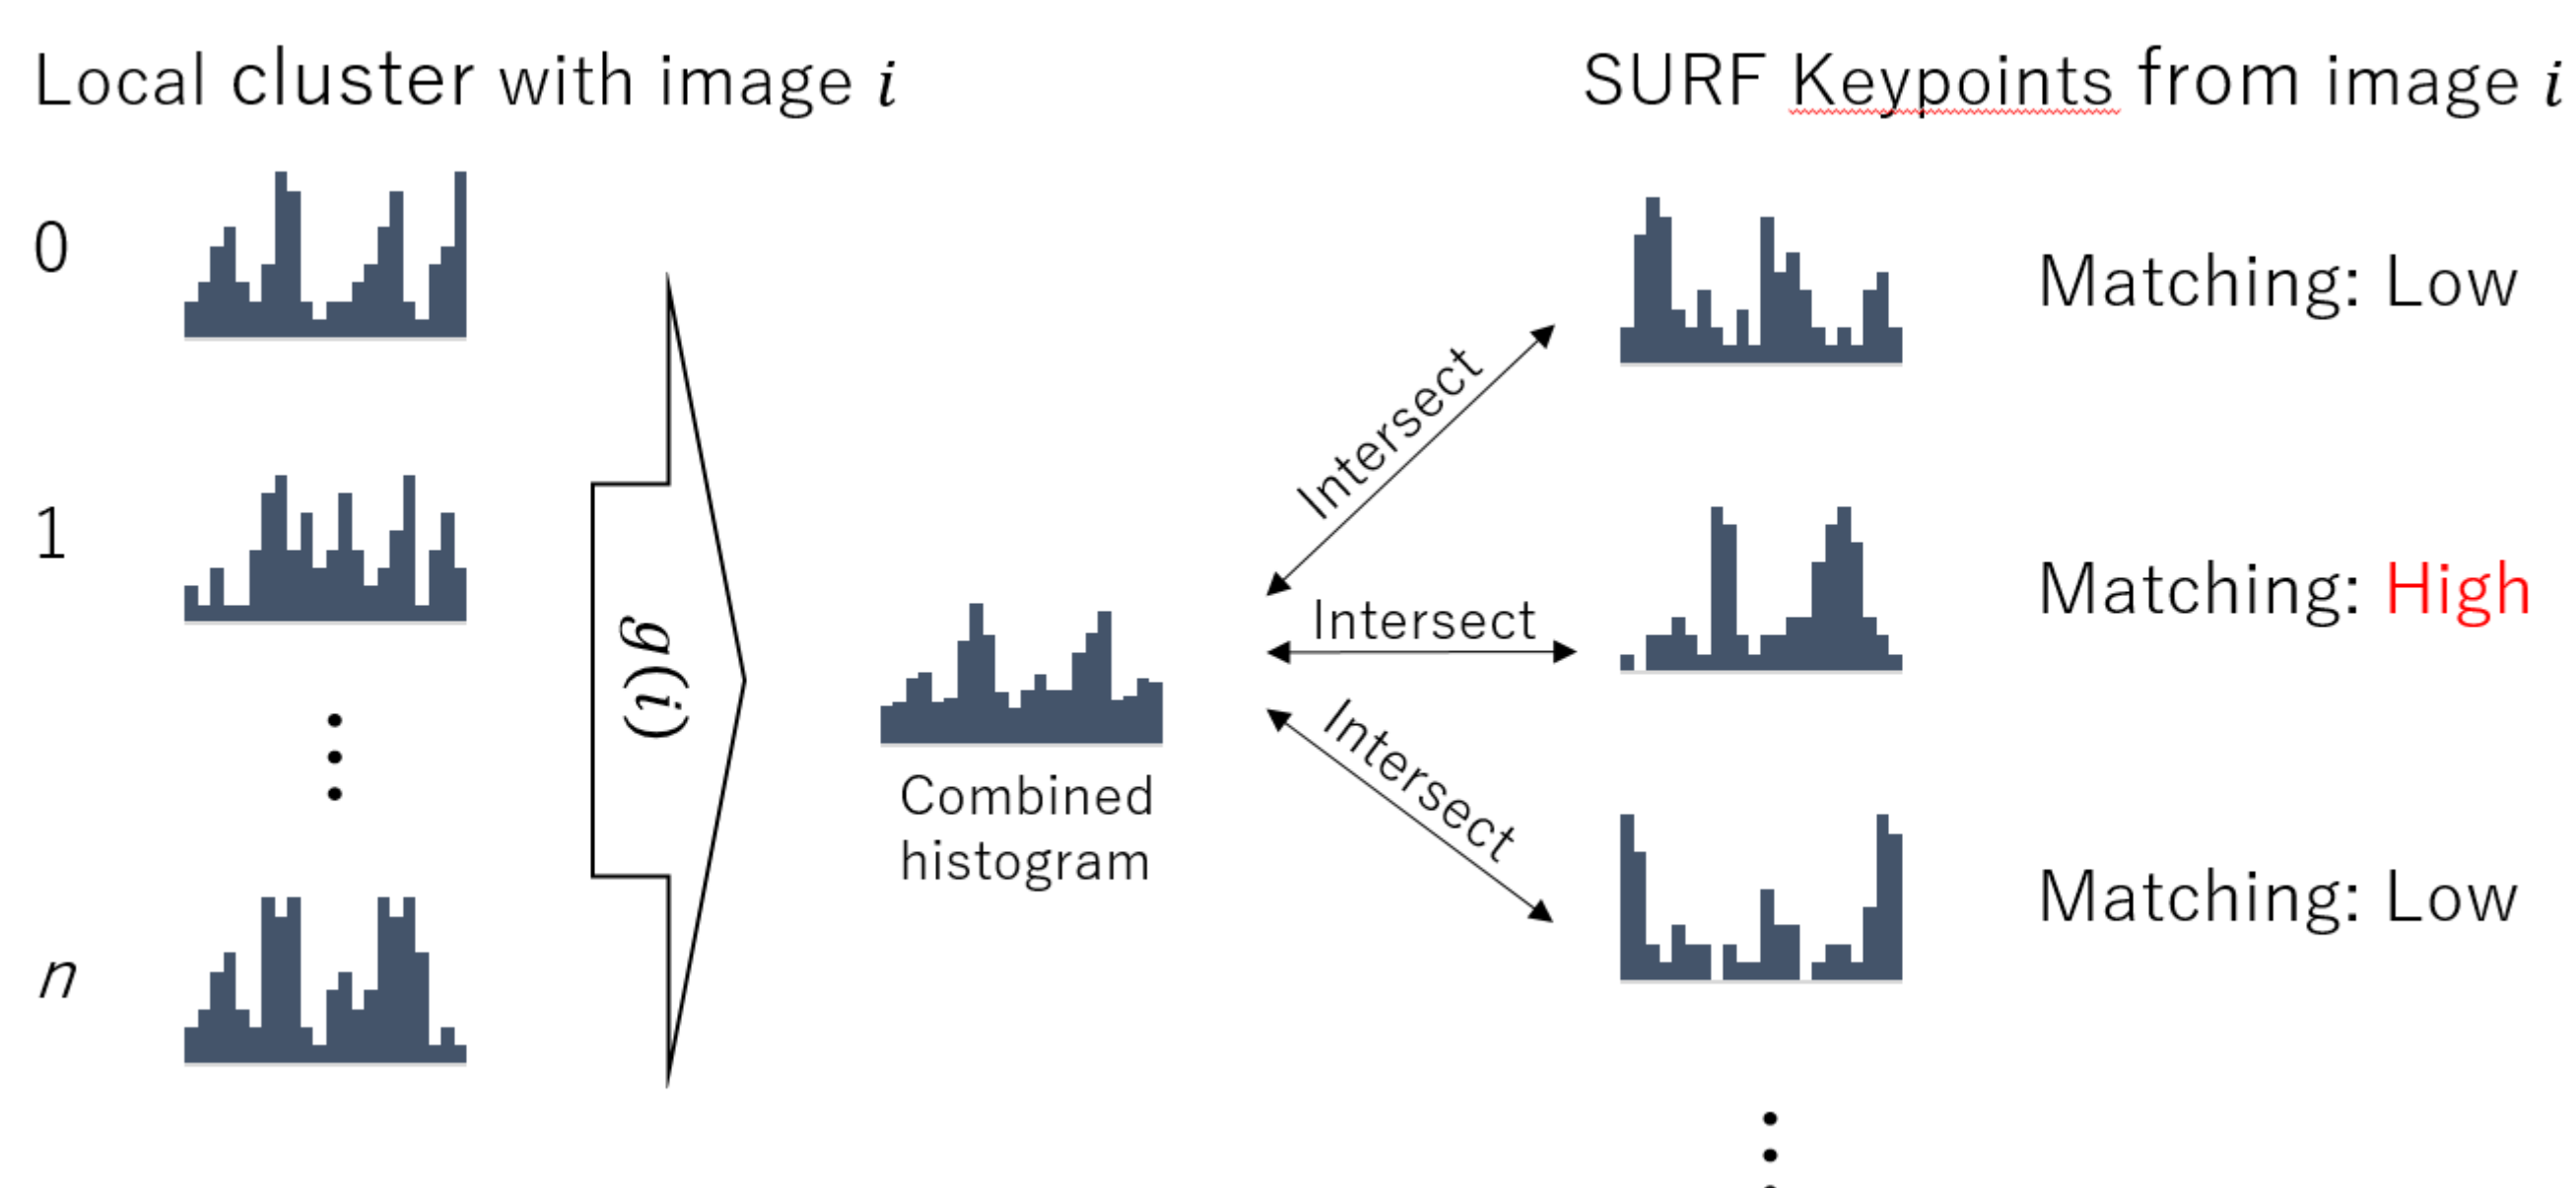 Local cluster with image i
SURF Keypoints from image i
0
Matching: Low
Intersect
1
Matching: High
Intersect
g(i)
Intersect
Combined
histogram
Matching: Low
n